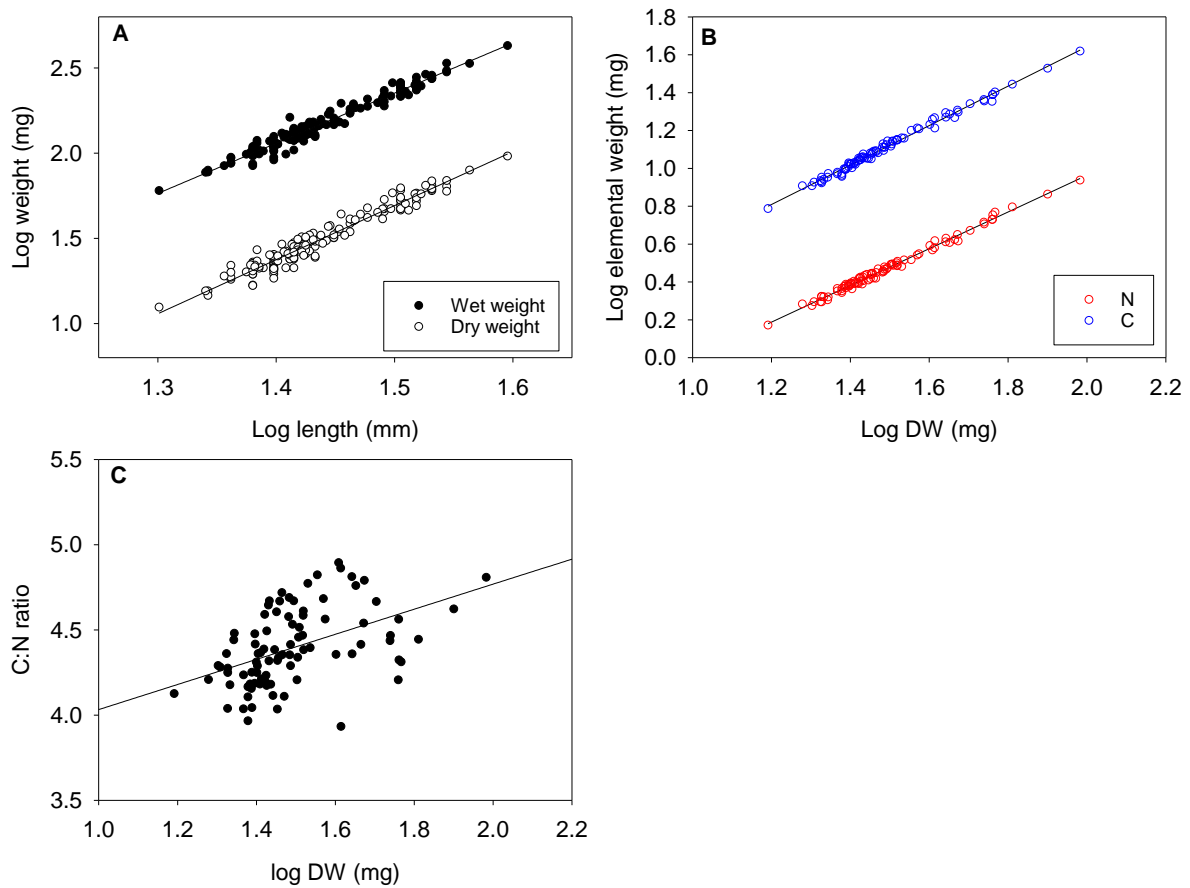 A
Log weight (mg)
2.5
2.0
1.5
1.0
Wet weight
Dry weight
1.3 1.4 1.5 1.6
Log length (mm)
B
Log elemental weight (mg)
1.8
1.6
1.4
1.2
1.0
0.8
0.6
0.4
0.2
0.0
N
C
1.0 1.2 1.4 1.6 1.8 2.0 2.2
Log DW (mg)
C
C:N ratio
5.5
5.0
4.5
4.0
3.5
1.0 1.2 1.4 1.6 1.8 2.0 2.2
log DW (mg)